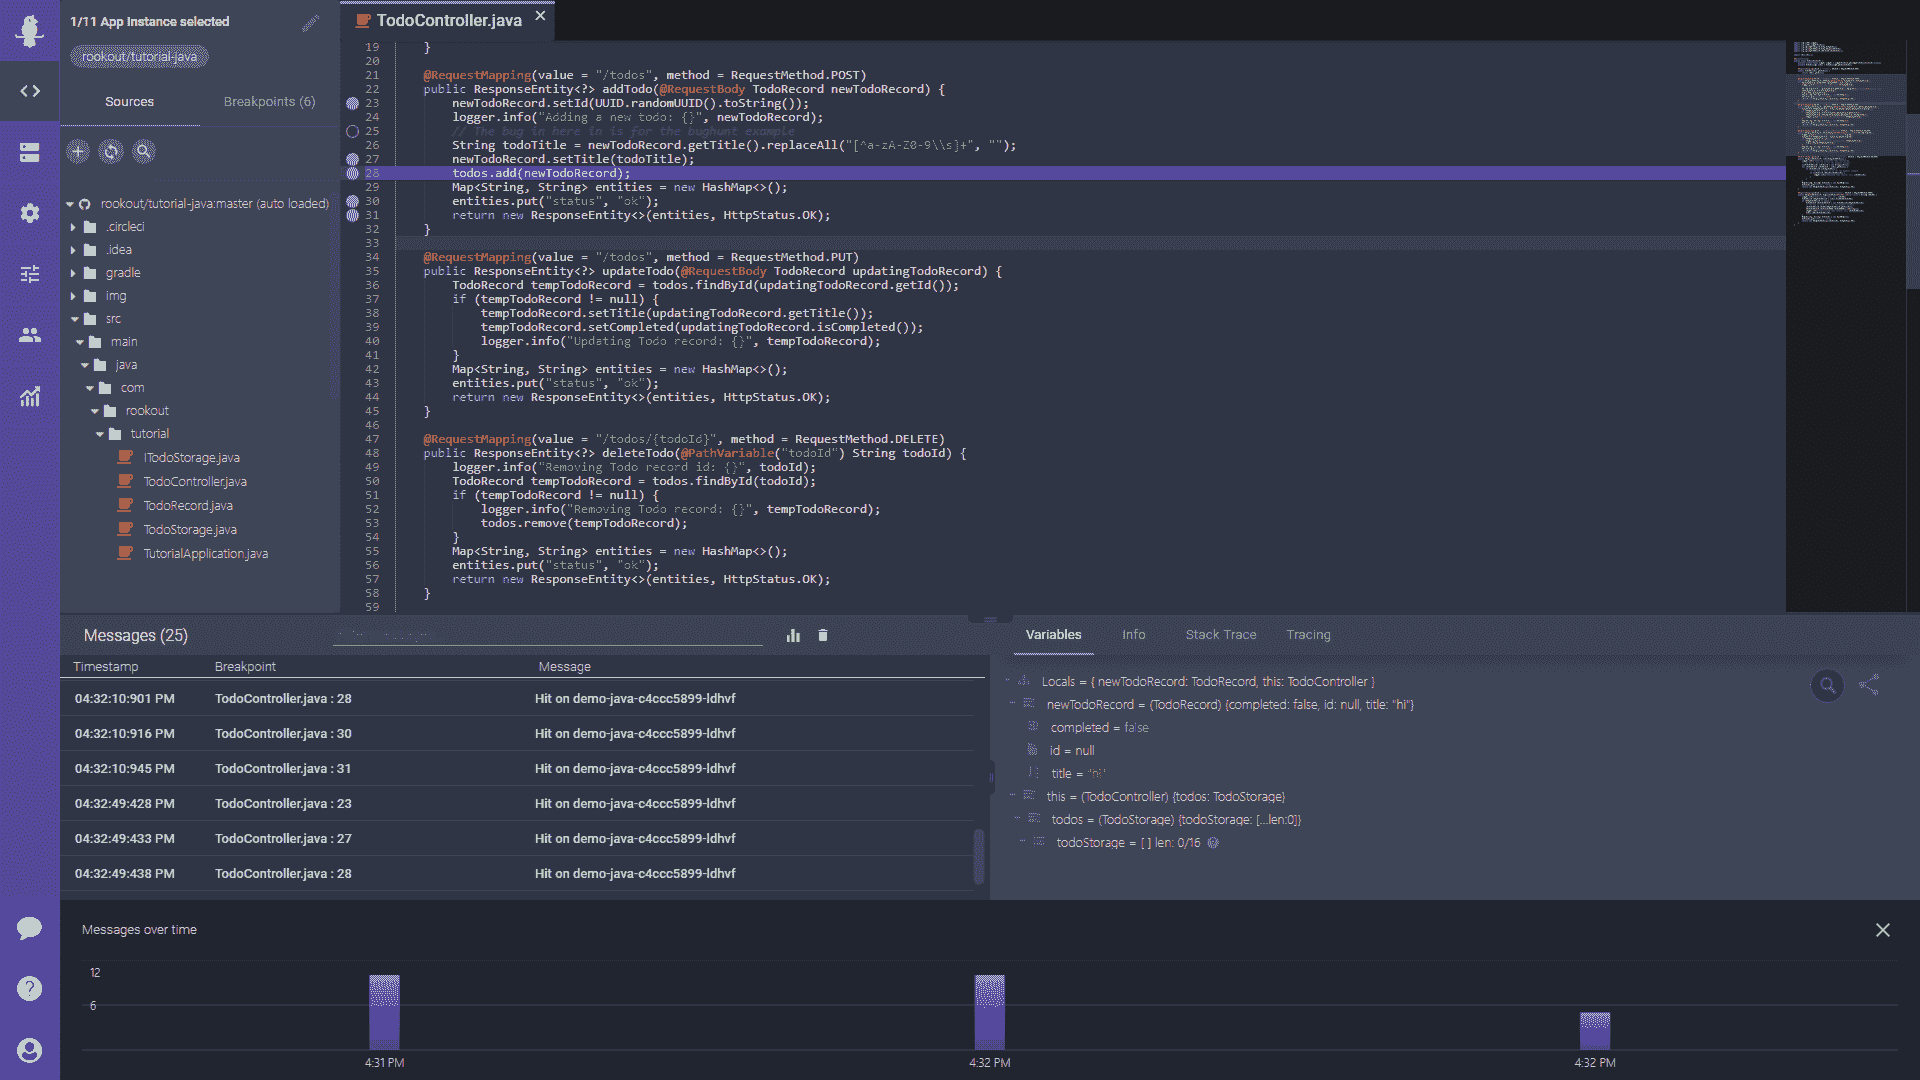 1/11 App Instance selected
rookout/tutorial-java
Sources
Breakpoints (6)
rookout/tutorial-java:master (auto loaded)
.circleci
.idea
gradle
img
src
main
java
com
rookout
tutorial
ITodoStorage.java
TodoController.java
TodoRecord.java
TodoStorage.java
TutorialApplication.java
TodoController.java
19 }
20
21 @RequestMapping(value = "/todos", method = RequestMethod.POST)
22 public ResponseEntity<?> addTodo(@RequestBody TodoRecord newTodoRecord) {
23 newTodoRecord.setId(UUID.randomUUID().toString());
24 logger.info("Adding a new todo: {}", newTodoRecord);
25 // The bug in here in is for the bughunt example
26 String todoTitle = newTodoRecord.getTitle().replaceAll("[^a-zA-Z0-9\\s]+", "");
27 newTodoRecord.setTitle(todoTitle);
28 todos.add(newTodoRecord);
29 Map<String, String> entities = new HashMap<>();
30 entities.put("status", "ok");
31 return new ResponseEntity<>(entities, HttpStatus.OK);
32 }
33
34 @RequestMapping(value = "/todos", method = RequestMethod.PUT)
35 public ResponseEntity<?> updateTodo(@RequestBody TodoRecord updatingTodoRecord) {
36 TodoRecord tempTodoRecord = todos.findById(updatingTodoRecord.getId());
37 if (tempTodoRecord != null) {
38 tempTodoRecord.setTitle(updatingTodoRecord.getTitle());
39 tempTodoRecord.setCompleted(updatingTodoRecord.isCompleted());
40 logger.info("Updating Todo record: {}", tempTodoRecord);
41 }
42 Map<String, String> entities = new HashMap<>();
43 entities.put("status", "ok");
44 return new ResponseEntity<>(entities, HttpStatus.OK);
45 }
46
47 @RequestMapping(value = "/todos/{todoId}", method = RequestMethod.DELETE)
48 public ResponseEntity<?> deleteTodo(@PathVariable("todoId") String todoId) {
49 logger.info("Removing Todo record id: {}", todoId);
50 TodoRecord tempTodoRecord = todos.findById(todoId);
51 if (tempTodoRecord != null) {
52 logger.info("Removing Todo record: {}", tempTodoRecord);
53 todos.remove(tempTodoRecord);
54 }
55 Map<String, String> entities = new HashMap<>();
56 entities.put("status", "ok");
57 return new ResponseEntity<>(entities, HttpStatus.OK);
58 }
59
Messages (25)
Timestamp Breakpoint Message
04:32:10:901 PM TodoController.java : 28 Hit on demo-java-c4ccc5899-ldhvf
04:32:10:916 PM TodoController.java : 30 Hit on demo-java-c4ccc5899-ldhvf
04:32:10:945 PM TodoController.java : 31 Hit on demo-java-c4ccc5899-ldhvf
04:32:49:428 PM TodoController.java : 23 Hit on demo-java-c4ccc5899-ldhvf
04:32:49:433 PM TodoController.java : 27 Hit on demo-java-c4ccc5899-ldhvf
04:32:49:438 PM TodoController.java : 28 Hit on demo-java-c4ccc5899-ldhvf
Variables Info Stack Trace Tracing
Locals = { newTodoRecord: TodoRecord, this: TodoController }
newTodoRecord = (TodoRecord) {completed: false, id: null, title: "hi"}
completed = false
id = null
title = "hi"
this = (TodoController) {todos: TodoStorage}
todos = (TodoStorage) {todoStorage: [...len:0]}
todoStorage = [ ] len: 0/16
Messages over time
12
6
4:31 PM
4:32 PM
4:32 PM